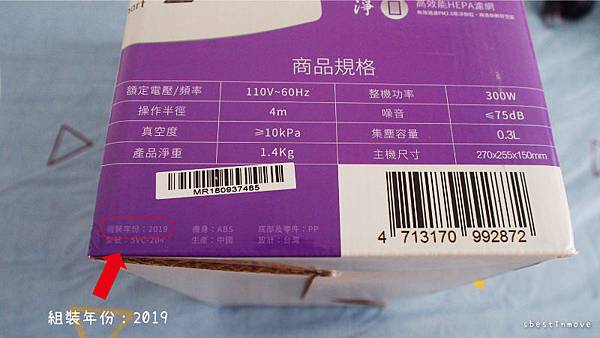 art
淨
高效能HEPA濾網
商品規格
額定電壓/頻率 110V~60Hz 整機功率 300W
操作半徑 4m 噪音 ≤75dB
真空度 ≥10kPa 集塵容量 0.3L
產品淨重 1.4Kg 主機尺寸 270x255x150mm
MR180937485
4 713170 992872
組裝年份：2019 機身：ABS 底部及零件：PP
型號：SVC-204 生產：中國 設計：台灣
組裝年份：2019
sbest1nmove